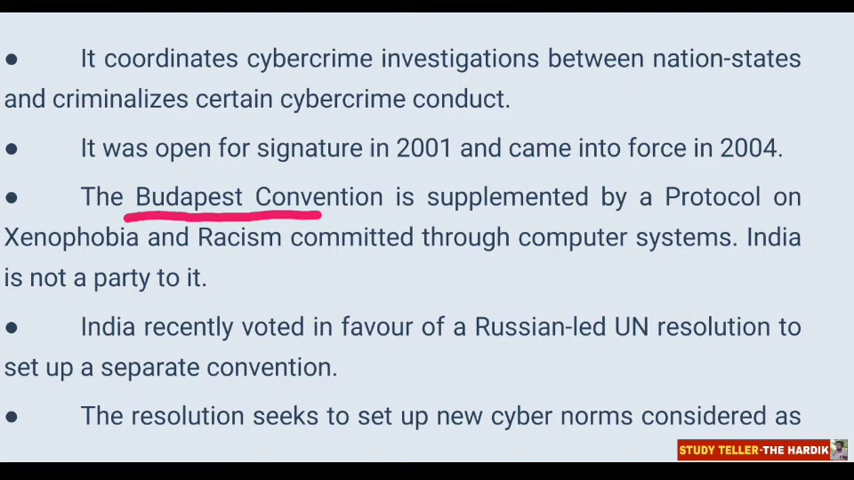 ● It coordinates cybercrime investigations between nation-states
and criminalizes certain cybercrime conduct.
● It was open for signature in 2001 and came into force in 2004.
● The Budapest Convention is supplemented by a Protocol on
Xenophobia and Racism committed through computer systems. India
is not a party to it.
● India recently voted in favour of a Russian-led UN resolution to
set up a separate convention.
● The resolution seeks to set up new cyber norms considered as
STUDY TELLER-THE HARDIK